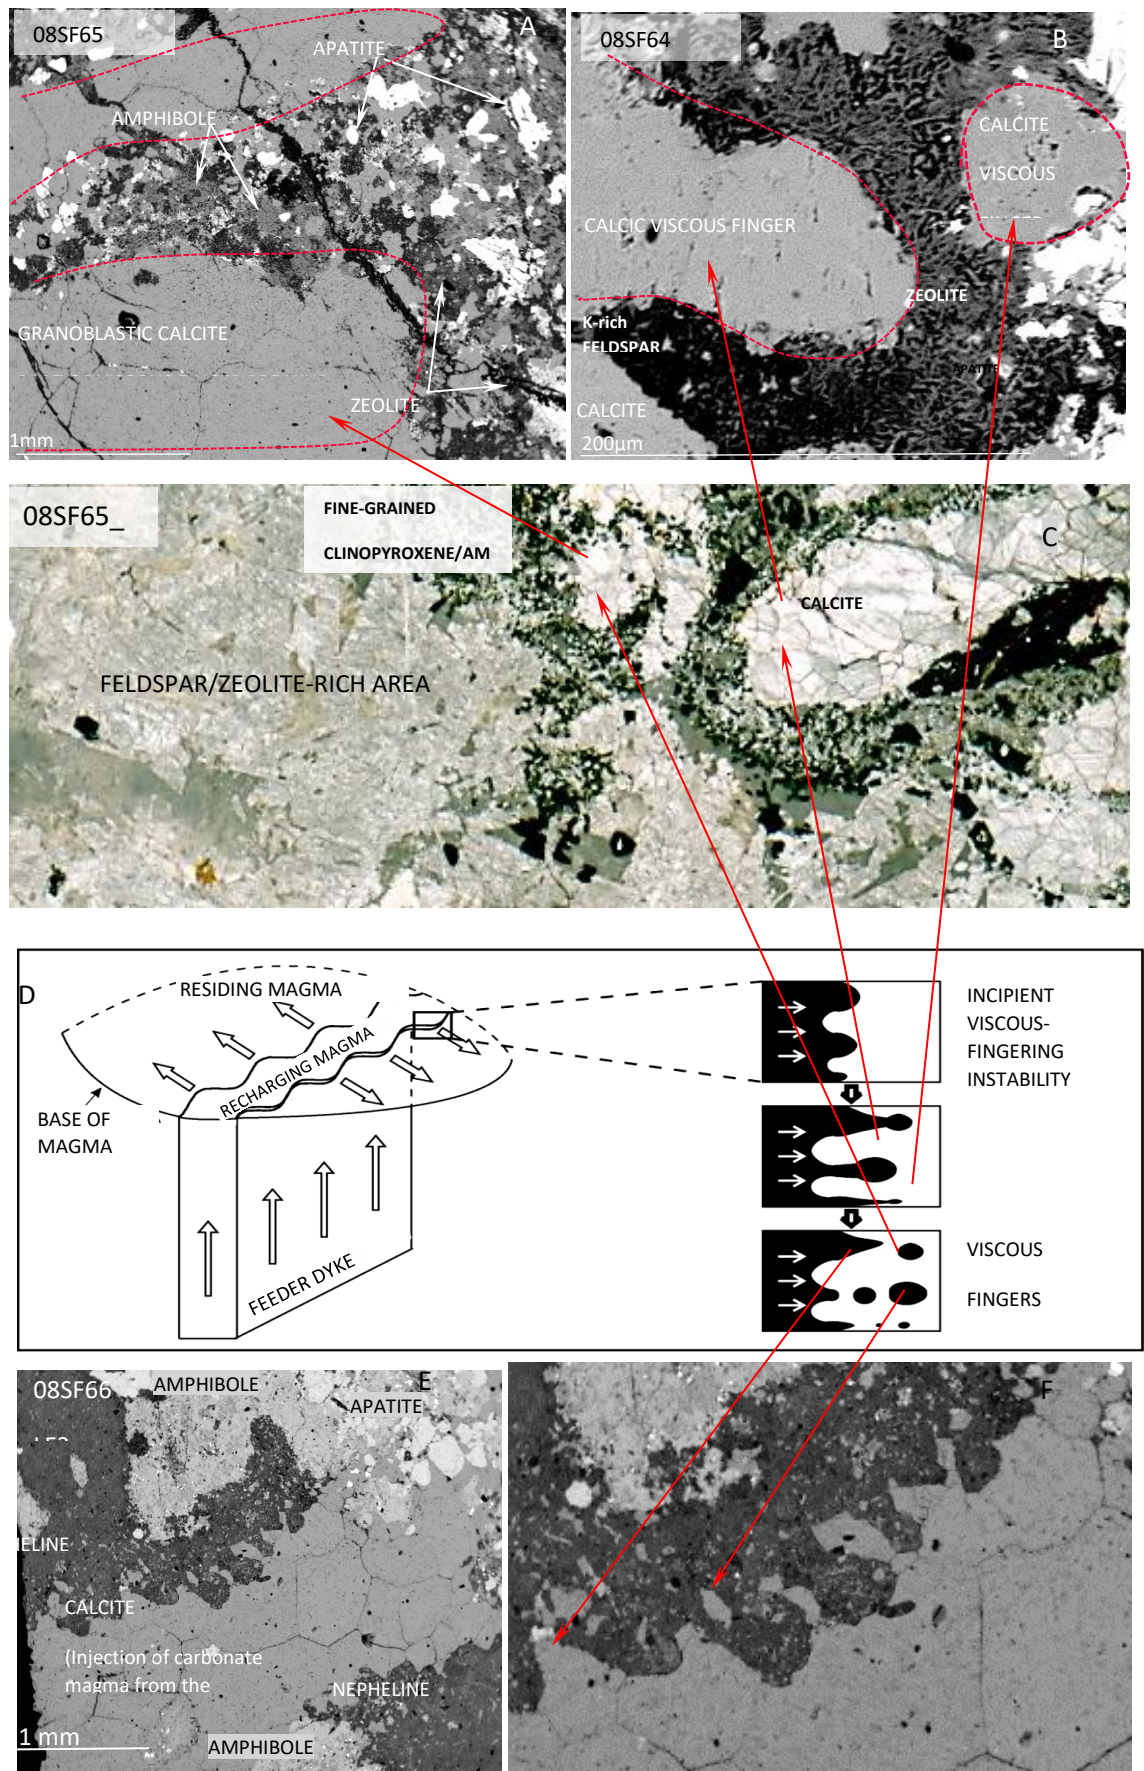 08SF65
A
APATITE
AMPHIBOLE
GRANOBLASTIC CALCITE
ZEOLITE
1mm
08SF64
B
CALCITE
VISCOUS
CALCIC VISCOUS FINGER
ZEOLITE
K-rich
FELDSPAR
APATITE
CALCITE
200µm
08SF65_
FINE-GRAINED
CLINOPYROXENE/AM
C
CALCITE
FELDSPAR/ZEOLITE-RICH AREA
D
RESIDING MAGMA
RECHARGING MAGMA
BASE OF
MAGMA
FEEDER DYKE
INCIPIENT
VISCOUS-
FINGERING
INSTABILITY
VISCOUS
FINGERS
08SF66
AMPHIBOLE
E
APATITE
HELINE
CALCITE
(Injection of carbonate
magma from the
NEPHELINE
1 mm
AMPHIBOLE
F